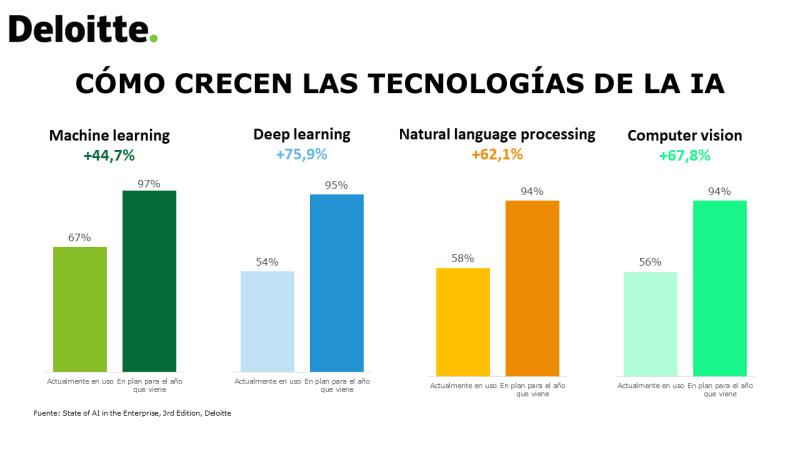 Deloitte.
CÓMO CRECEN LAS TECNOLOGÍAS DE LA IA
Machine learning
+44,7%
97%
67%
Actualmente en uso
En plan para el año
que viene
Deep learning
+75,9%
95%
54%
Actualmente en uso
En plan para el año
que viene
Natural language processing
+62,1%
94%
58%
Actualmente en uso
En plan para el año
que viene
Computer vision
+67,8%
94%
56%
Actualmente en uso
En plan para el año
que viene
Fuente: State of AI in the Enterprise, 3rd Edition, Deloitte